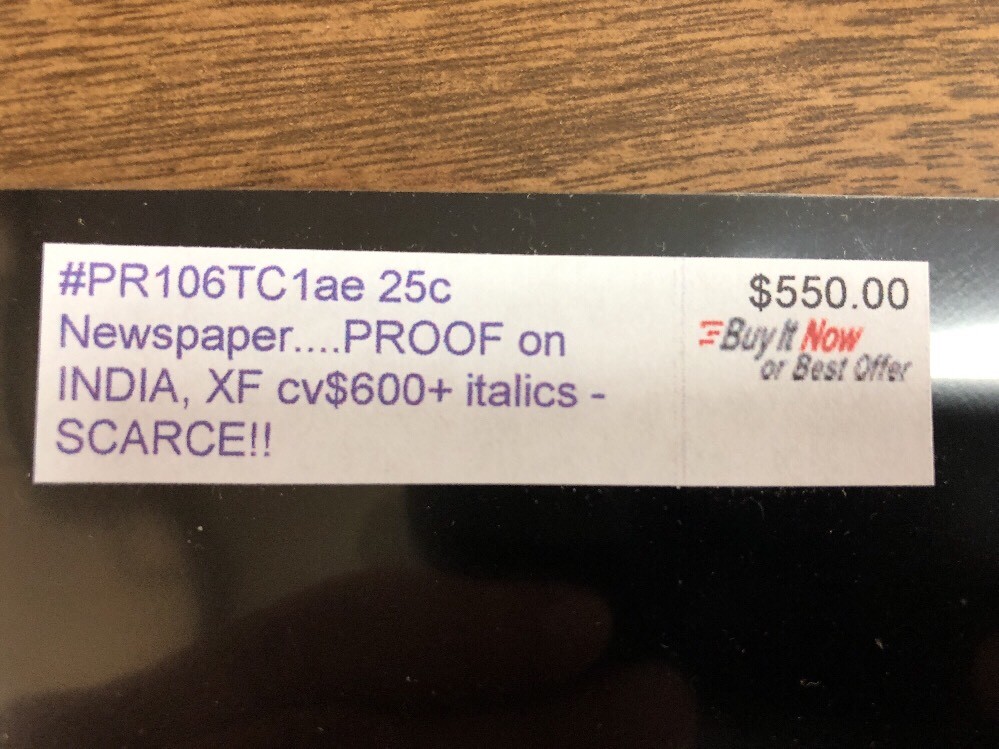 #PR106TC1ae 25c
Newspaper....PROOF on
INDIA, XF cv$600+ italics -
SCARCE!!
$550.00
Buy It Now
or Best Offer